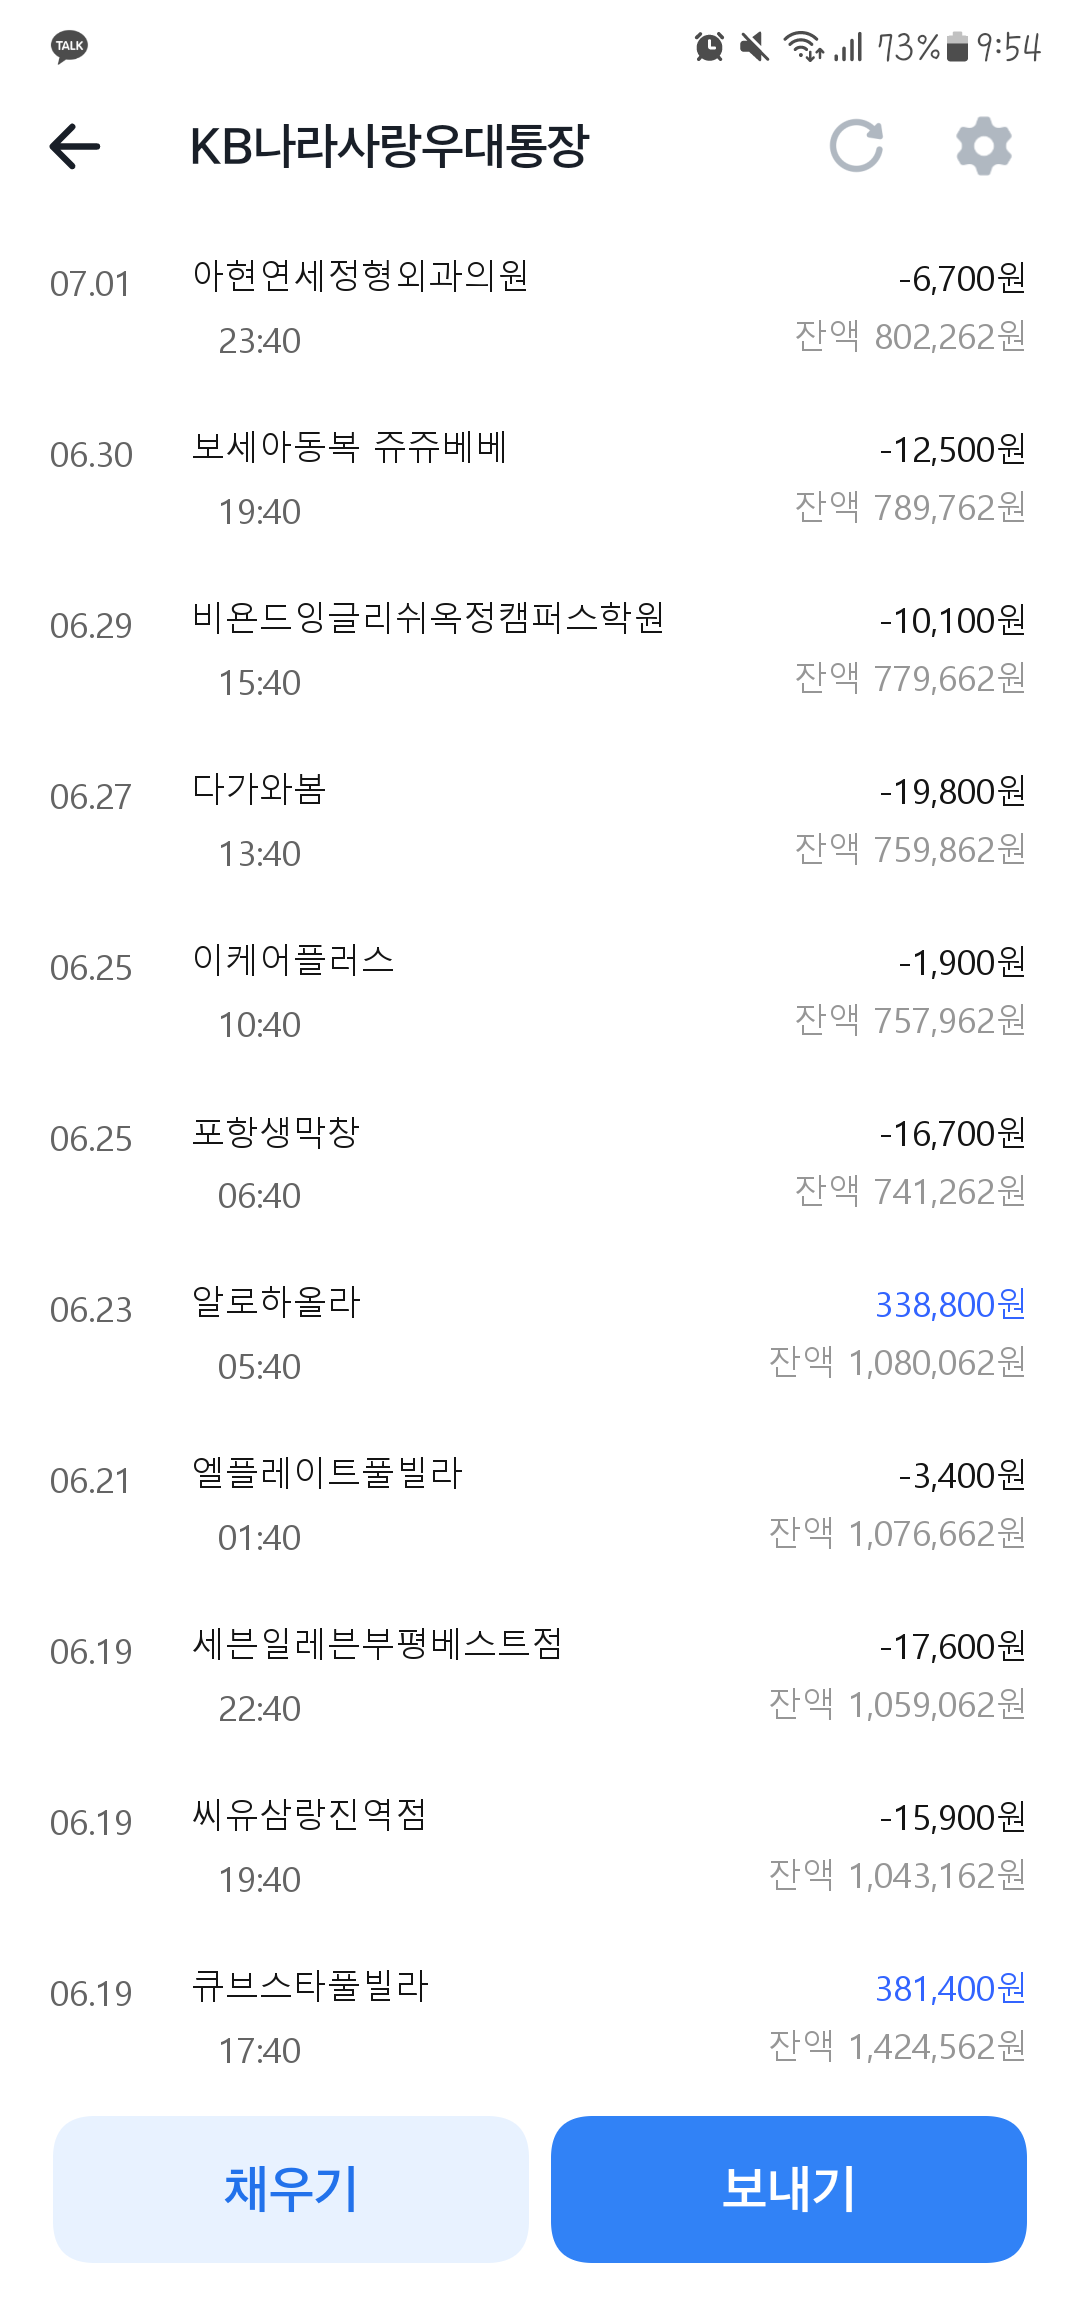 TALK 73% 9:54
KB나라사랑우대통장
07.01 아현연세정형외과의원 -6,700원
23:40 잔액 802,262원
06.30 보세아동복 쥬쥬베베 -12,500원
19:40 잔액 789,762원
06.29 비욘드잉글리쉬옥정캠퍼스학원 -10,100원
15:40 잔액 779,662원
06.27 다가와봄 -19,800원
13:40 잔액 759,862원
06.25 이케어플러스 -1,900원
10:40 잔액 757,962원
06.25 포항생막창 -16,700원
06:40 잔액 741,262원
06.23 알로하올라 338,800원
05:40 잔액 1,080,062원
06.21 엘플레이트풀빌라 -3,400원
01:40 잔액 1,076,662원
06.19 세븐일레븐부평베스트점 -17,600원
22:40 잔액 1,059,062원
06.19 씨유삼랑진역점 -15,900원
19:40 잔액 1,043,162원
06.19 큐브스타풀빌라 381,400원
17:40 잔액 1,424,562원
채우기 보내기